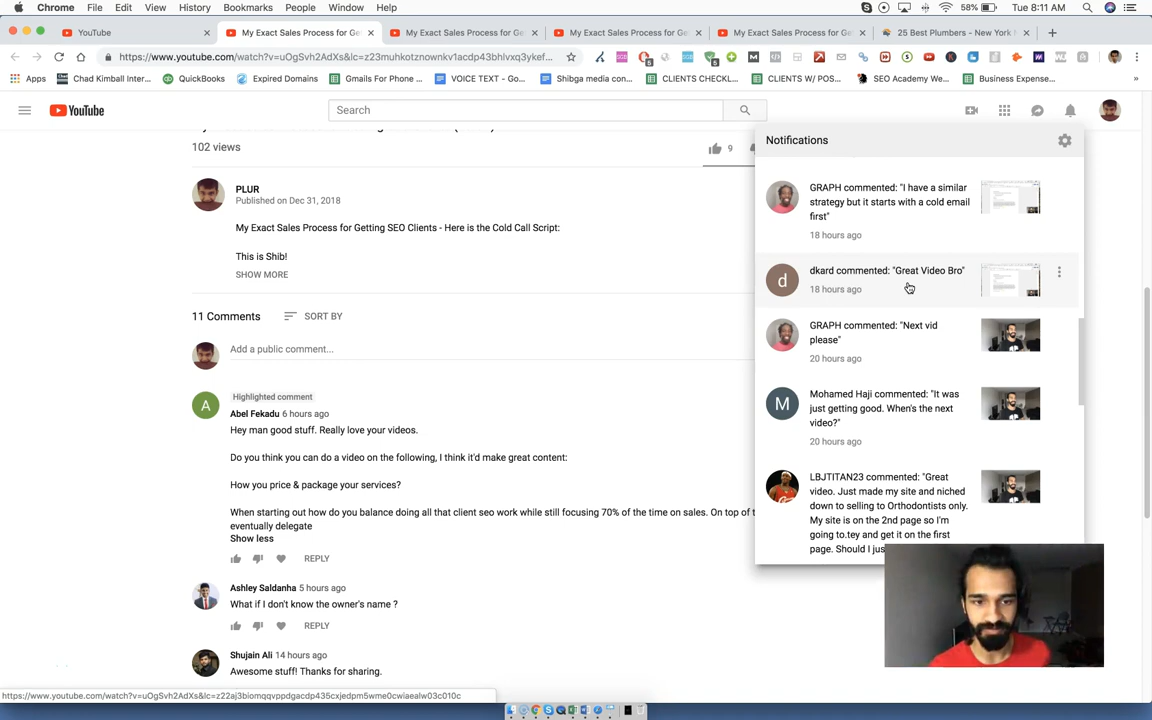 Chrome File Edit View History Bookmarks People Window Help
58% Tue 8:11 AM
YouTube
My Exact Sales Process for Ge
My Exact Sales Process for Ge
My Exact Sales Process for Ge
My Exact Sales Process for Ge
25 Best Plumbers - New York
https://www.youtube.com/watch?v=uOgSvh2AdXs&lc=z23muhkotznownkv1acdp43bhlvxq3ykef...
Apps
Chad Kimball Inter...
QuickBooks
Expired Domains
Gmails For Phone ...
VOICE TEXT - Go...
Shibga media con...
CLIENTS CHECKL...
CLIENTS W/ POS...
SEO Academy We...
Business Expense...
YouTube
Search
102 views
9
PLUR
Published on Dec 31, 2018
My Exact Sales Process for Getting SEO Clients - Here is the Cold Call Script:
This is Shib!
SHOW MORE
11 Comments
SORT BY
Add a public comment...
A
Highlighted comment
Abel Fekadu 6 hours ago
Hey man good stuff. Really love your videos.
Do you think you can do a video on the following, I think it'd make great content:
How you price & package your services?
When starting out how do you balance doing all that client seo work while still focusing 70% of the time on sales. On top of t
eventually delegate
Show less
REPLY
Ashley Saldanha 5 hours ago
What if I don't know the owner's name ?
REPLY
Shujain Ali 14 hours ago
Awesome stuff! Thanks for sharing.
Notifications
GRAPH commented: "I have a similar
strategy but it starts with a cold email
first"
18 hours ago
d
dkard commented: "Great Video Bro"
18 hours ago
GRAPH commented: "Next vid
please"
20 hours ago
M
Mohamed Haji commented: "It was
just getting good. When's the next
video?"
20 hours ago
LBJTITAN23 commented: "Great
video. Just made my site and niched
down to selling to Orthodontists only.
My site is on the 2nd page so I'm
going to.tey and get it on the first
page. Should I jus
https://www.youtube.com/watch?v=uOgSvh2AdXs&lc=z22aj3biomqqvppdgacdp435cxjedpm5wme0cwiaealw03c010c